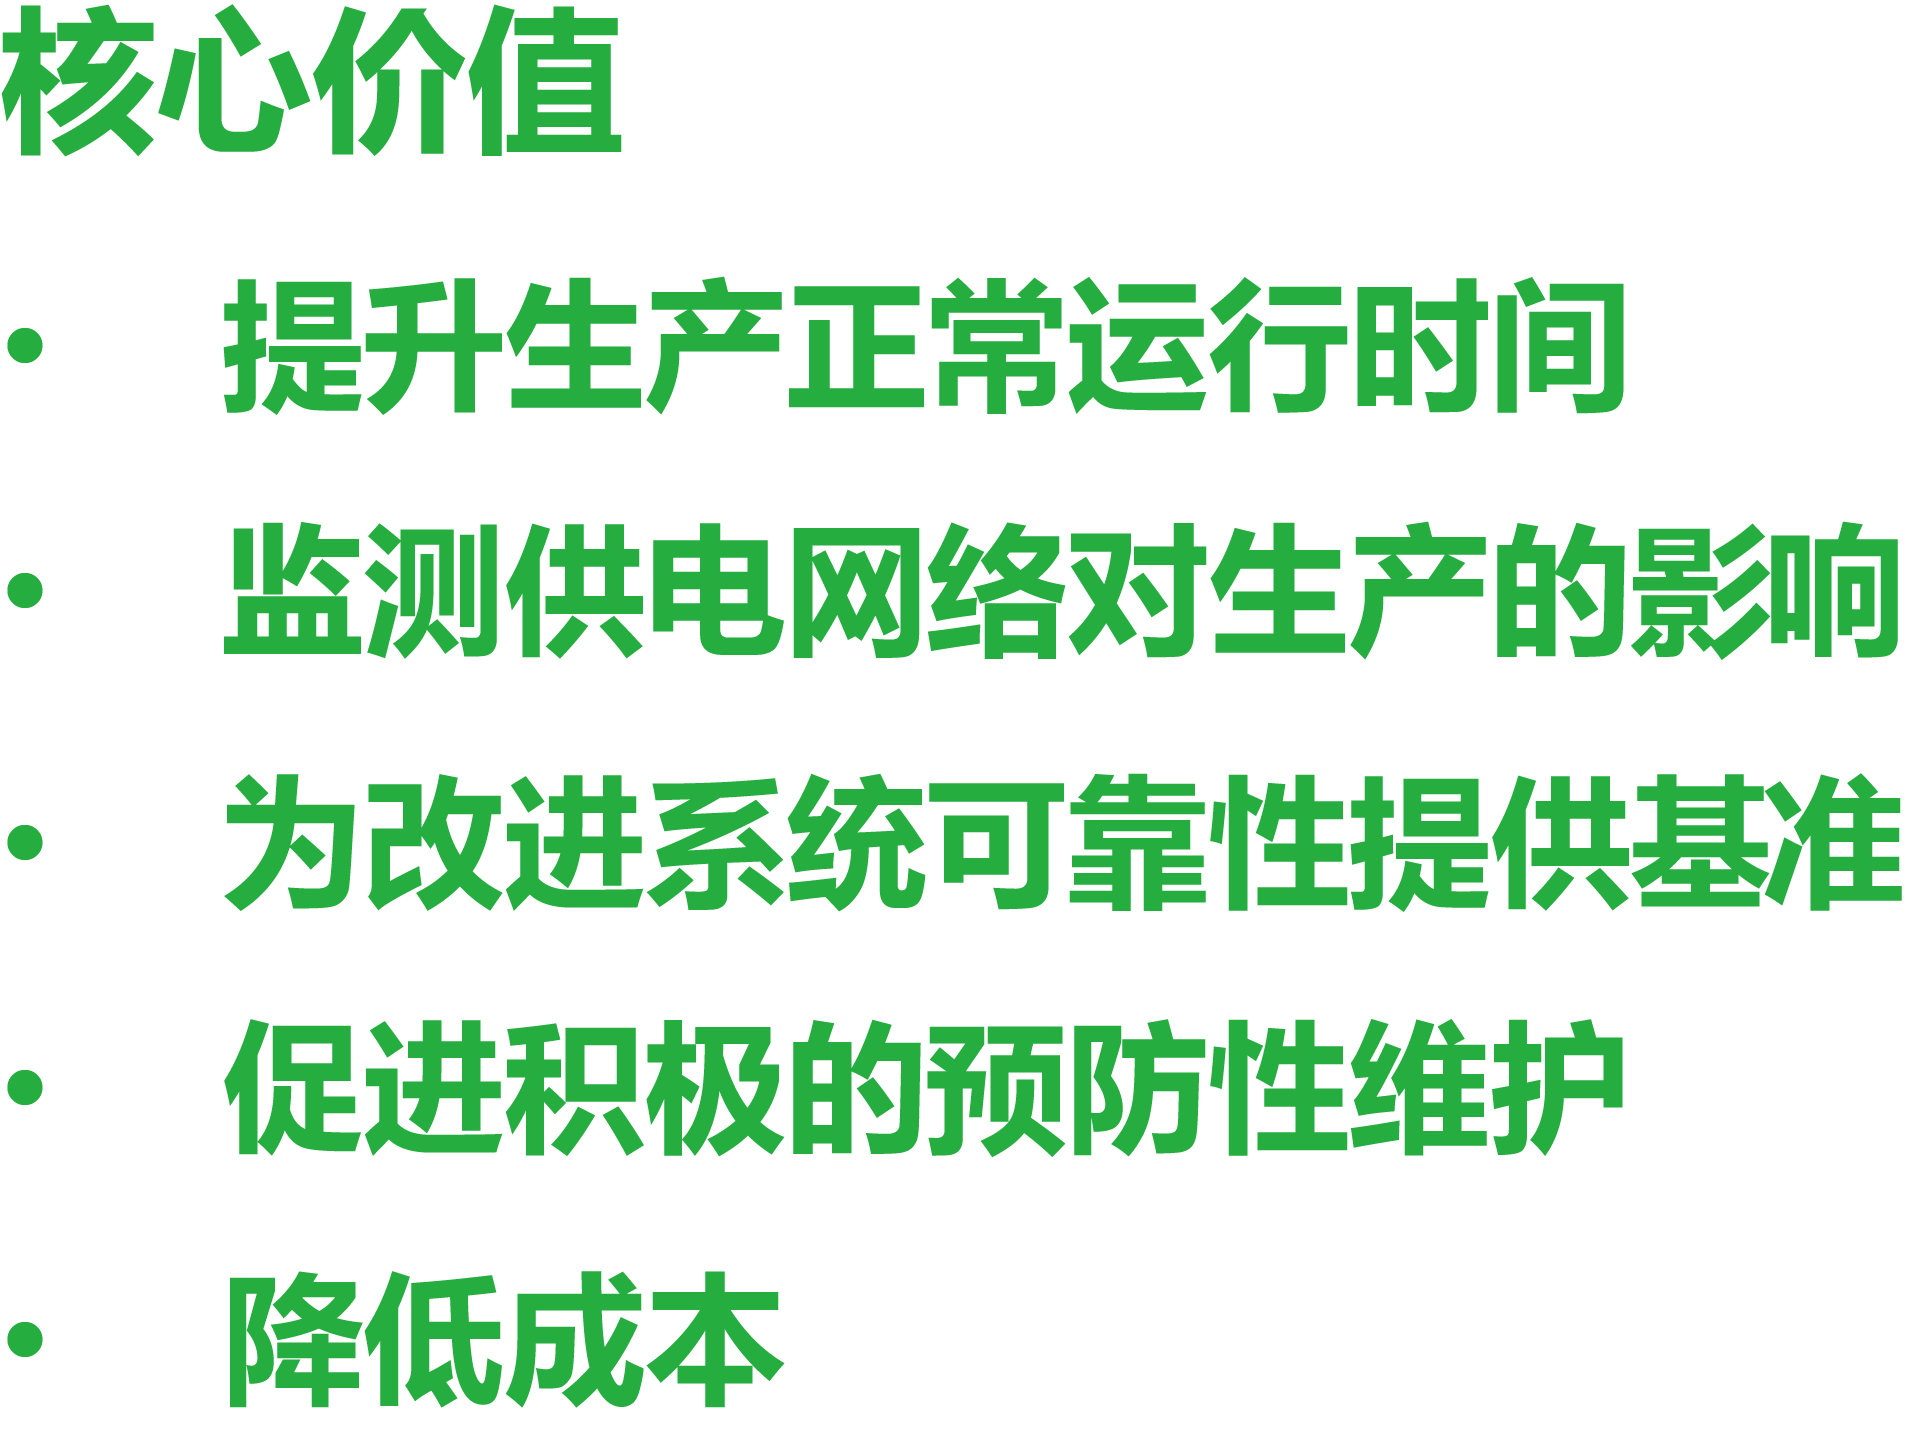 核心价值
• 提升生产正常运行时间
• 监测供电网络对生产的影响
• 为改进系统可靠性提供基准
• 促进积极的预防性维护
• 降低成本